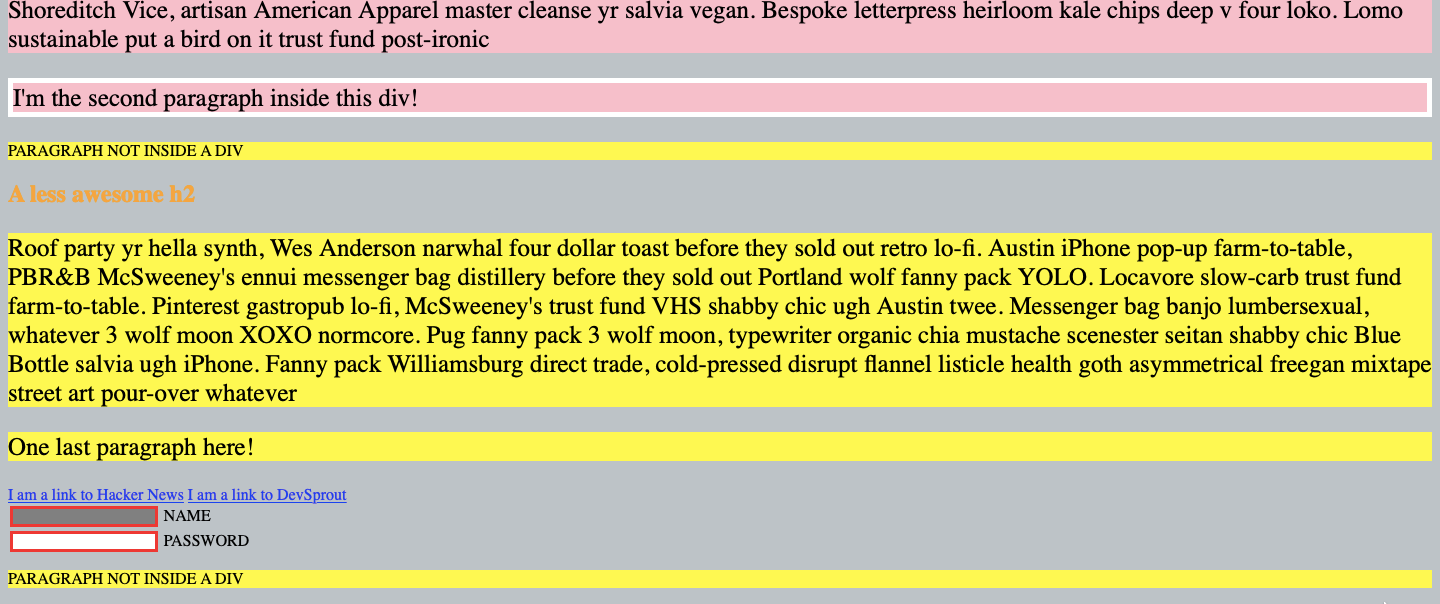 Shoreditch Vice, artisan American Apparel master cleanse yr salvia vegan. Bespoke letterpress heirloom kale chips deep v four loko. Lomo
sustainable put a bird on it trust fund post-ironic
I'm the second paragraph inside this div!
PARAGRAPH NOT INSIDE A DIV
A less awesome h2
Roof party yr hella synth, Wes Anderson narwhal four dollar toast before they sold out retro lo-fi. Austin iPhone pop-up farm-to-table,
PBR&B McSweeney's ennui messenger bag distillery before they sold out Portland wolf fanny pack YOLO. Locavore slow-carb trust fund
farm-to-table. Pinterest gastropub lo-fi, McSweeney's trust fund VHS shabby chic ugh Austin twee. Messenger bag banjo lumbersexual,
whatever 3 wolf moon XOXO normcore. Pug fanny pack 3 wolf moon, typewriter organic chia mustache scenester seitan shabby chic Blue
Bottle salvia ugh iPhone. Fanny pack Williamsburg direct trade, cold-pressed disrupt flannel listicle health goth asymmetrical freegan mixtape
street art pour-over whatever
One last paragraph here!
I am a link to Hacker News I am a link to DevSprout
NAME
PASSWORD
PARAGRAPH NOT INSIDE A DIV